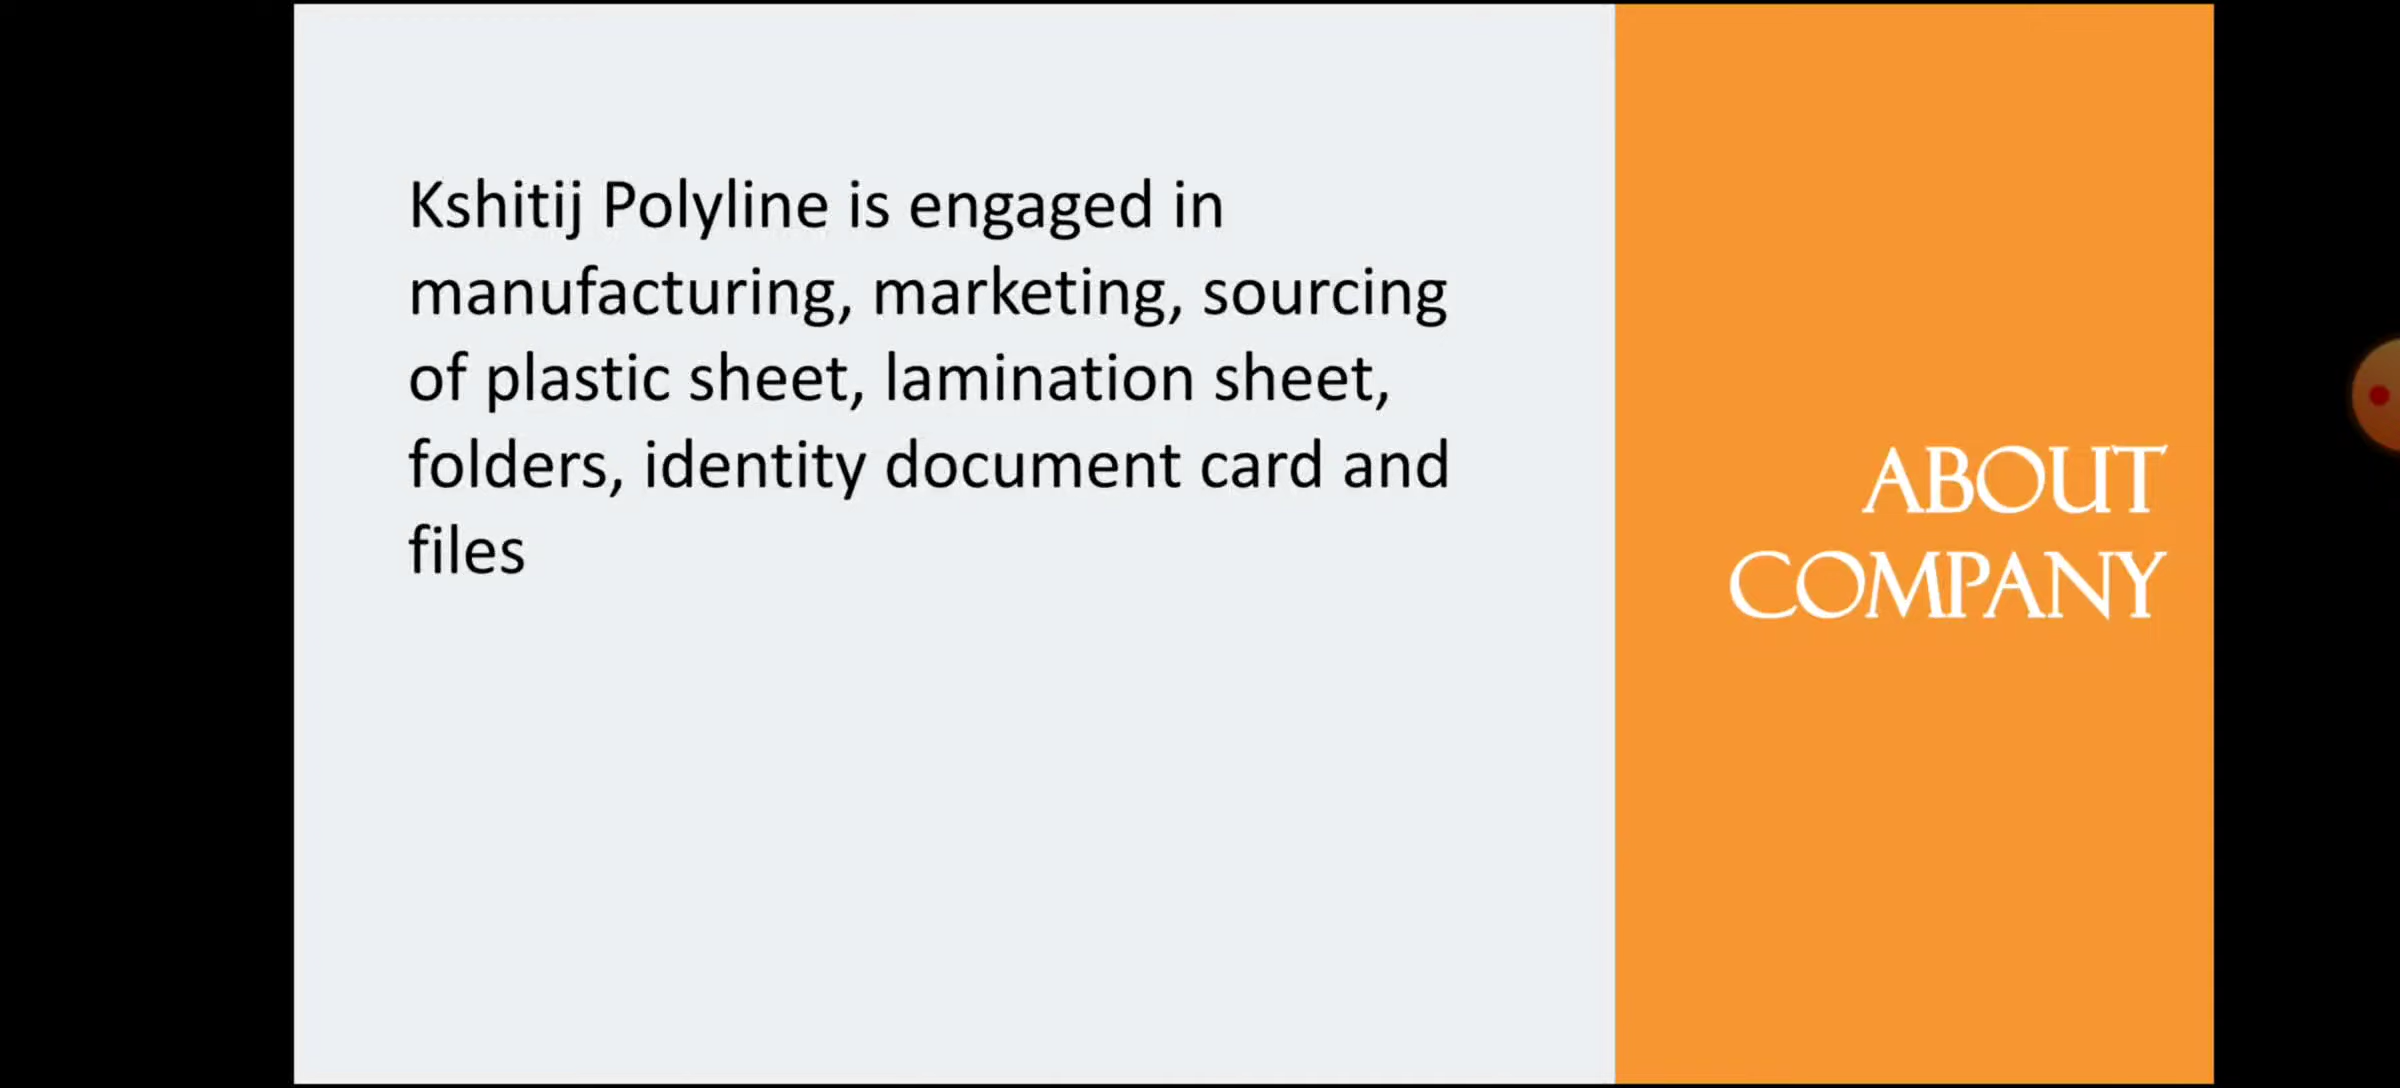 Kshitij Polyline is engaged in
manufacturing, marketing, sourcing
of plastic sheet, lamination sheet,
folders, identity document card and
files
ABOUT
COMPANY